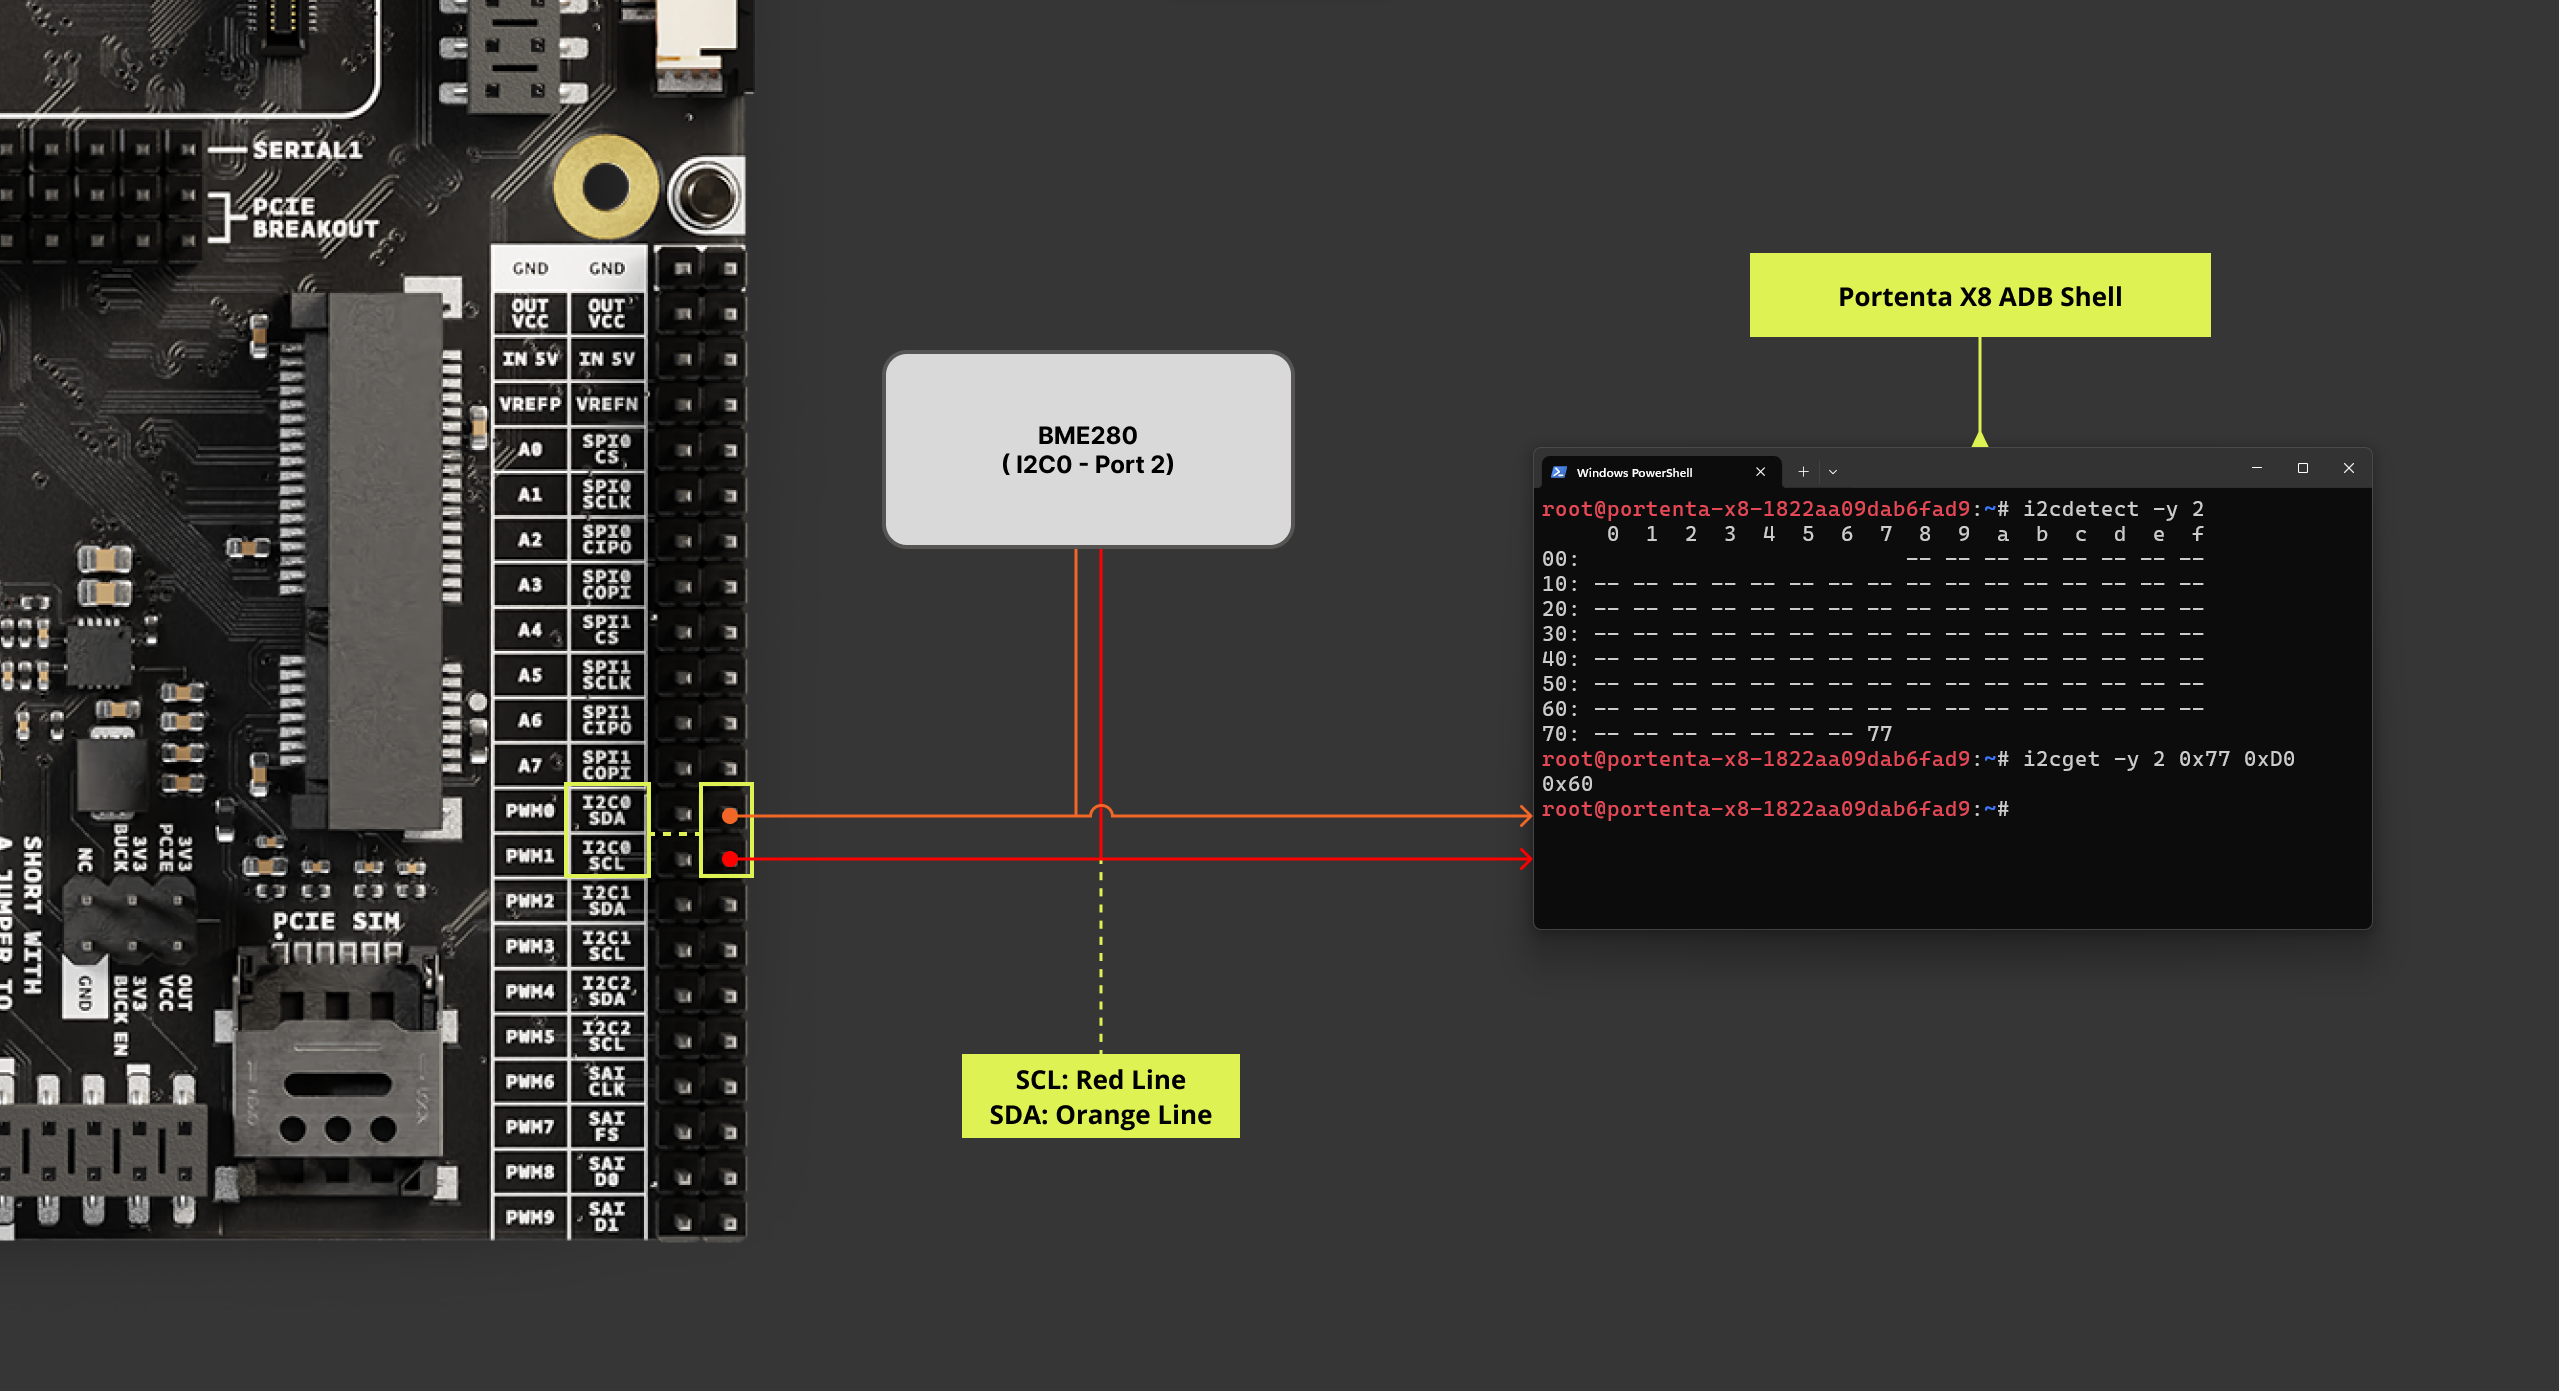 SERIAL1
PCIE
BREAKOUT
GND GND
OUT VCC OUT VCC
IN 5V IN 5V
VREFP VREFN
A0 SPI0 CS
A1 SPI0 SCLK
A2 SPI0 CIPO
A3 SPI0 COPI
A4 SPI1 CS
A5 SPI1 SCLK
A6 SPI1 CIPO
A7 SPI1 COPI
PWM0 I2C0 SDA
PWM1 I2C0 SCL
PWM2 I2C1 SDA
PWM3 I2C1 SCL
PWM4 I2C2 SDA
PWM5 I2C2 SCL
PWM6 SAI CLK
PWM7 SAI FS
PWM8 SAI D0
PWM9 SAI D1
SHORT WITH
A JUMPER TO
NC
BUCK
3V3
PCIE
3V3
GND
BUCK EN
3V3
VCC
OUT
PCIE SIM
BME280
( I2C0 - Port 2)
SCL: Red Line
SDA: Orange Line
Portenta X8 ADB Shell
Windows PowerShell
root@portenta-x8-1822aa09dab6fad9:~# i2cdetect -y 2
0 1 2 3 4 5 6 7 8 9 a b c d e f
00: -- -- -- -- -- -- -- --
10: -- -- -- -- -- -- -- -- -- -- -- -- -- -- -- --
20: -- -- -- -- -- -- -- -- -- -- -- -- -- -- -- --
30: -- -- -- -- -- -- -- -- -- -- -- -- -- -- -- --
40: -- -- -- -- -- -- -- -- -- -- -- -- -- -- -- --
50: -- -- -- -- -- -- -- -- -- -- -- -- -- -- -- --
60: -- -- -- -- -- -- -- -- -- -- -- -- -- -- -- --
70: -- -- -- -- -- -- -- 77
root@portenta-x8-1822aa09dab6fad9:~# i2cget -y 2 0x77 0xD0
0x60
root@portenta-x8-1822aa09dab6fad9:~#